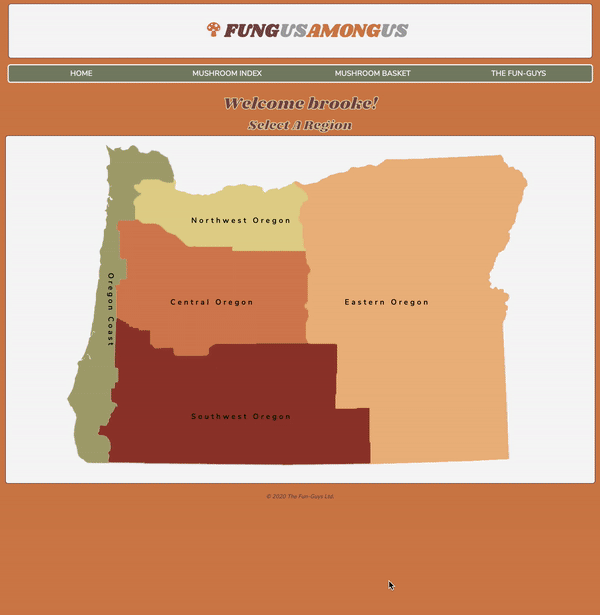 FUNGUSAMONGUS
HOME MUSHROOM INDEX MUSHROOM BASKET THE FUN-GUYS
Welcome brooke!
Select A Region
Northwest Oregon
Oregon Coast
Central Oregon
Eastern Oregon
Southwest Oregon
© 2020 The Fun-Guys Ltd.